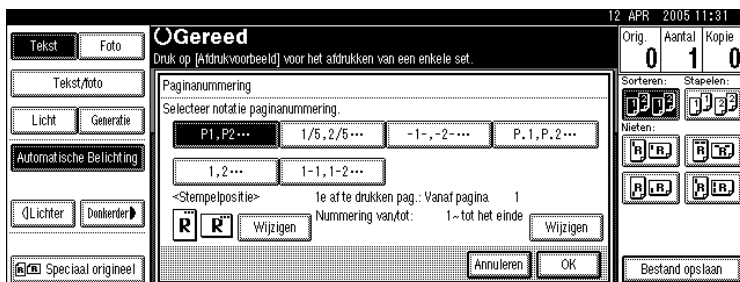 12 APR 2005 11:31
Tekst
Foto
Tekst/foto
Licht
Generatie
Automatische Belichting
Lichter
Donkerder
Speciaal origineel
Gereed
Druk op [Afdrukvoorbeeld] voor het afdrukken van een enkele set.
Paginanummering
Selecteer notatie paginanummering.
P1,P2···
1/5,2/5···
-1-,-2-···
P.1,P.2···
1,2···
1-1,1-2···
<Stempelpositie>
1e af te drukken pag.: Vanaf pagina 1
Nummering van/tot: 1~ tot het einde
R R Wijzigen
Wijzigen
Annuleren
OK
Orig. Aantal Kopie
0 1 0
Sorteren: Stapelen:
Nieten:
Bestand opslaan